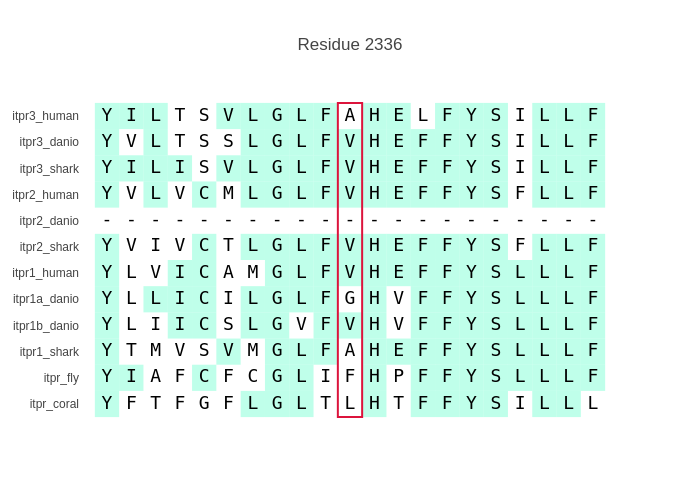 Residue 2336
itpr3_human Y I L T S V L G L F A H E L F Y S I L L F
itpr3_danio Y V L T S S L G L F V H E F F Y S I L L F
itpr3_shark Y I L I S V L G L F V H E F F Y S I L L F
itpr2_human Y V L V C M L G L F V H E F F Y S F L L F
itpr2_danio - - - - - - - - - - - - - - - - - - - - -
itpr2_shark Y V I V C T L G L F V H E F F Y S F L L F
itpr1_human Y L V I C A M G L F V H E F F Y S L L L F
itpr1a_danio Y L L I C I L G L F G H V F F Y S L L L F
itpr1b_danio Y L I I C S L G V F V H V F F Y S L L L F
itpr1_shark Y T M V S V M G L F A H E F F Y S L L L F
itpr_fly Y I A F C F C G L I F H P F F Y S L L L F
itpr_coral Y F T F G F L G L T L H T F F Y S I L L L